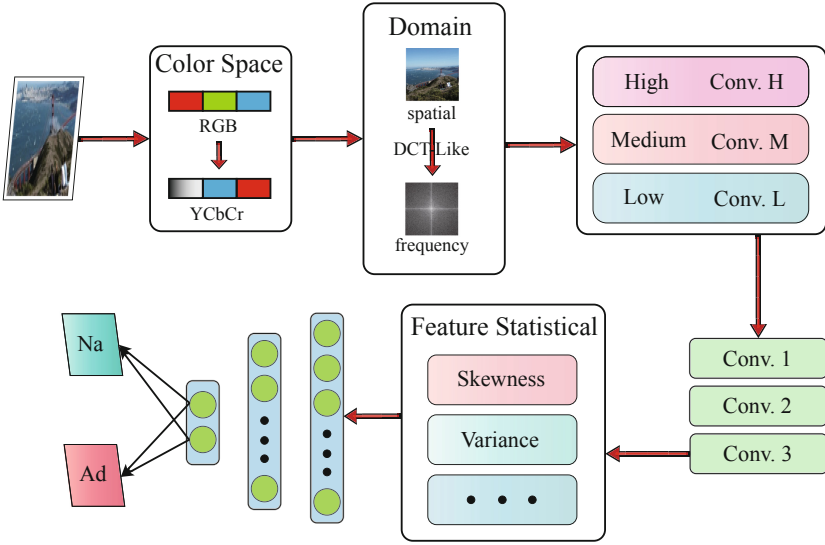 Color Space
RGB
YCbCr
Domain
spatial
DCT-Like
frequency
High Conv. H
Medium Conv. M
Low Conv. L
Conv. 1
Conv. 2
Conv. 3
Feature Statistical
Skewness
Variance
• • •
Na
Ad